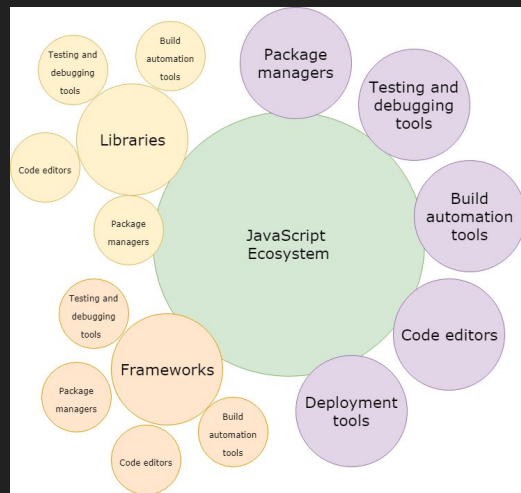 Package
managers
Build
automation
tools
Testing and
debugging
tools
Testing and
debugging
tools
Libraries
Code editors
Build
automation
tools
Package
managers
JavaScript
Ecosystem
Testing and
debugging
tools
Code editors
Frameworks
Package
managers
Deployment
tools
Build
automation
tools
Code editors